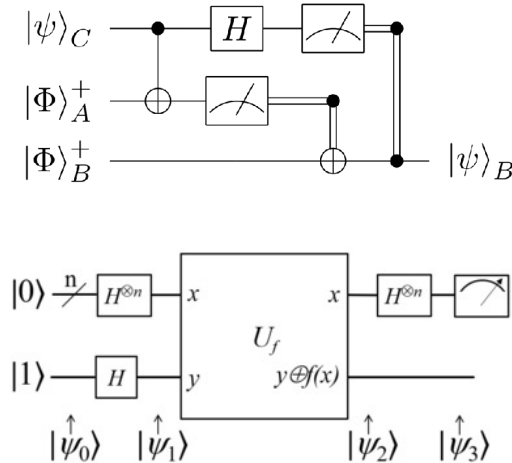 |ψ⟩_C H
|Φ⟩_A^+
|Φ⟩_B^+ |ψ⟩_B
|0⟩ n H^{⊗n} x x H^{⊗n}
U_f
|1⟩ H y y⊕f(x)
↑ ↑ ↑ ↑
|ψ_0⟩ |ψ_1⟩ |ψ_2⟩ |ψ_3⟩